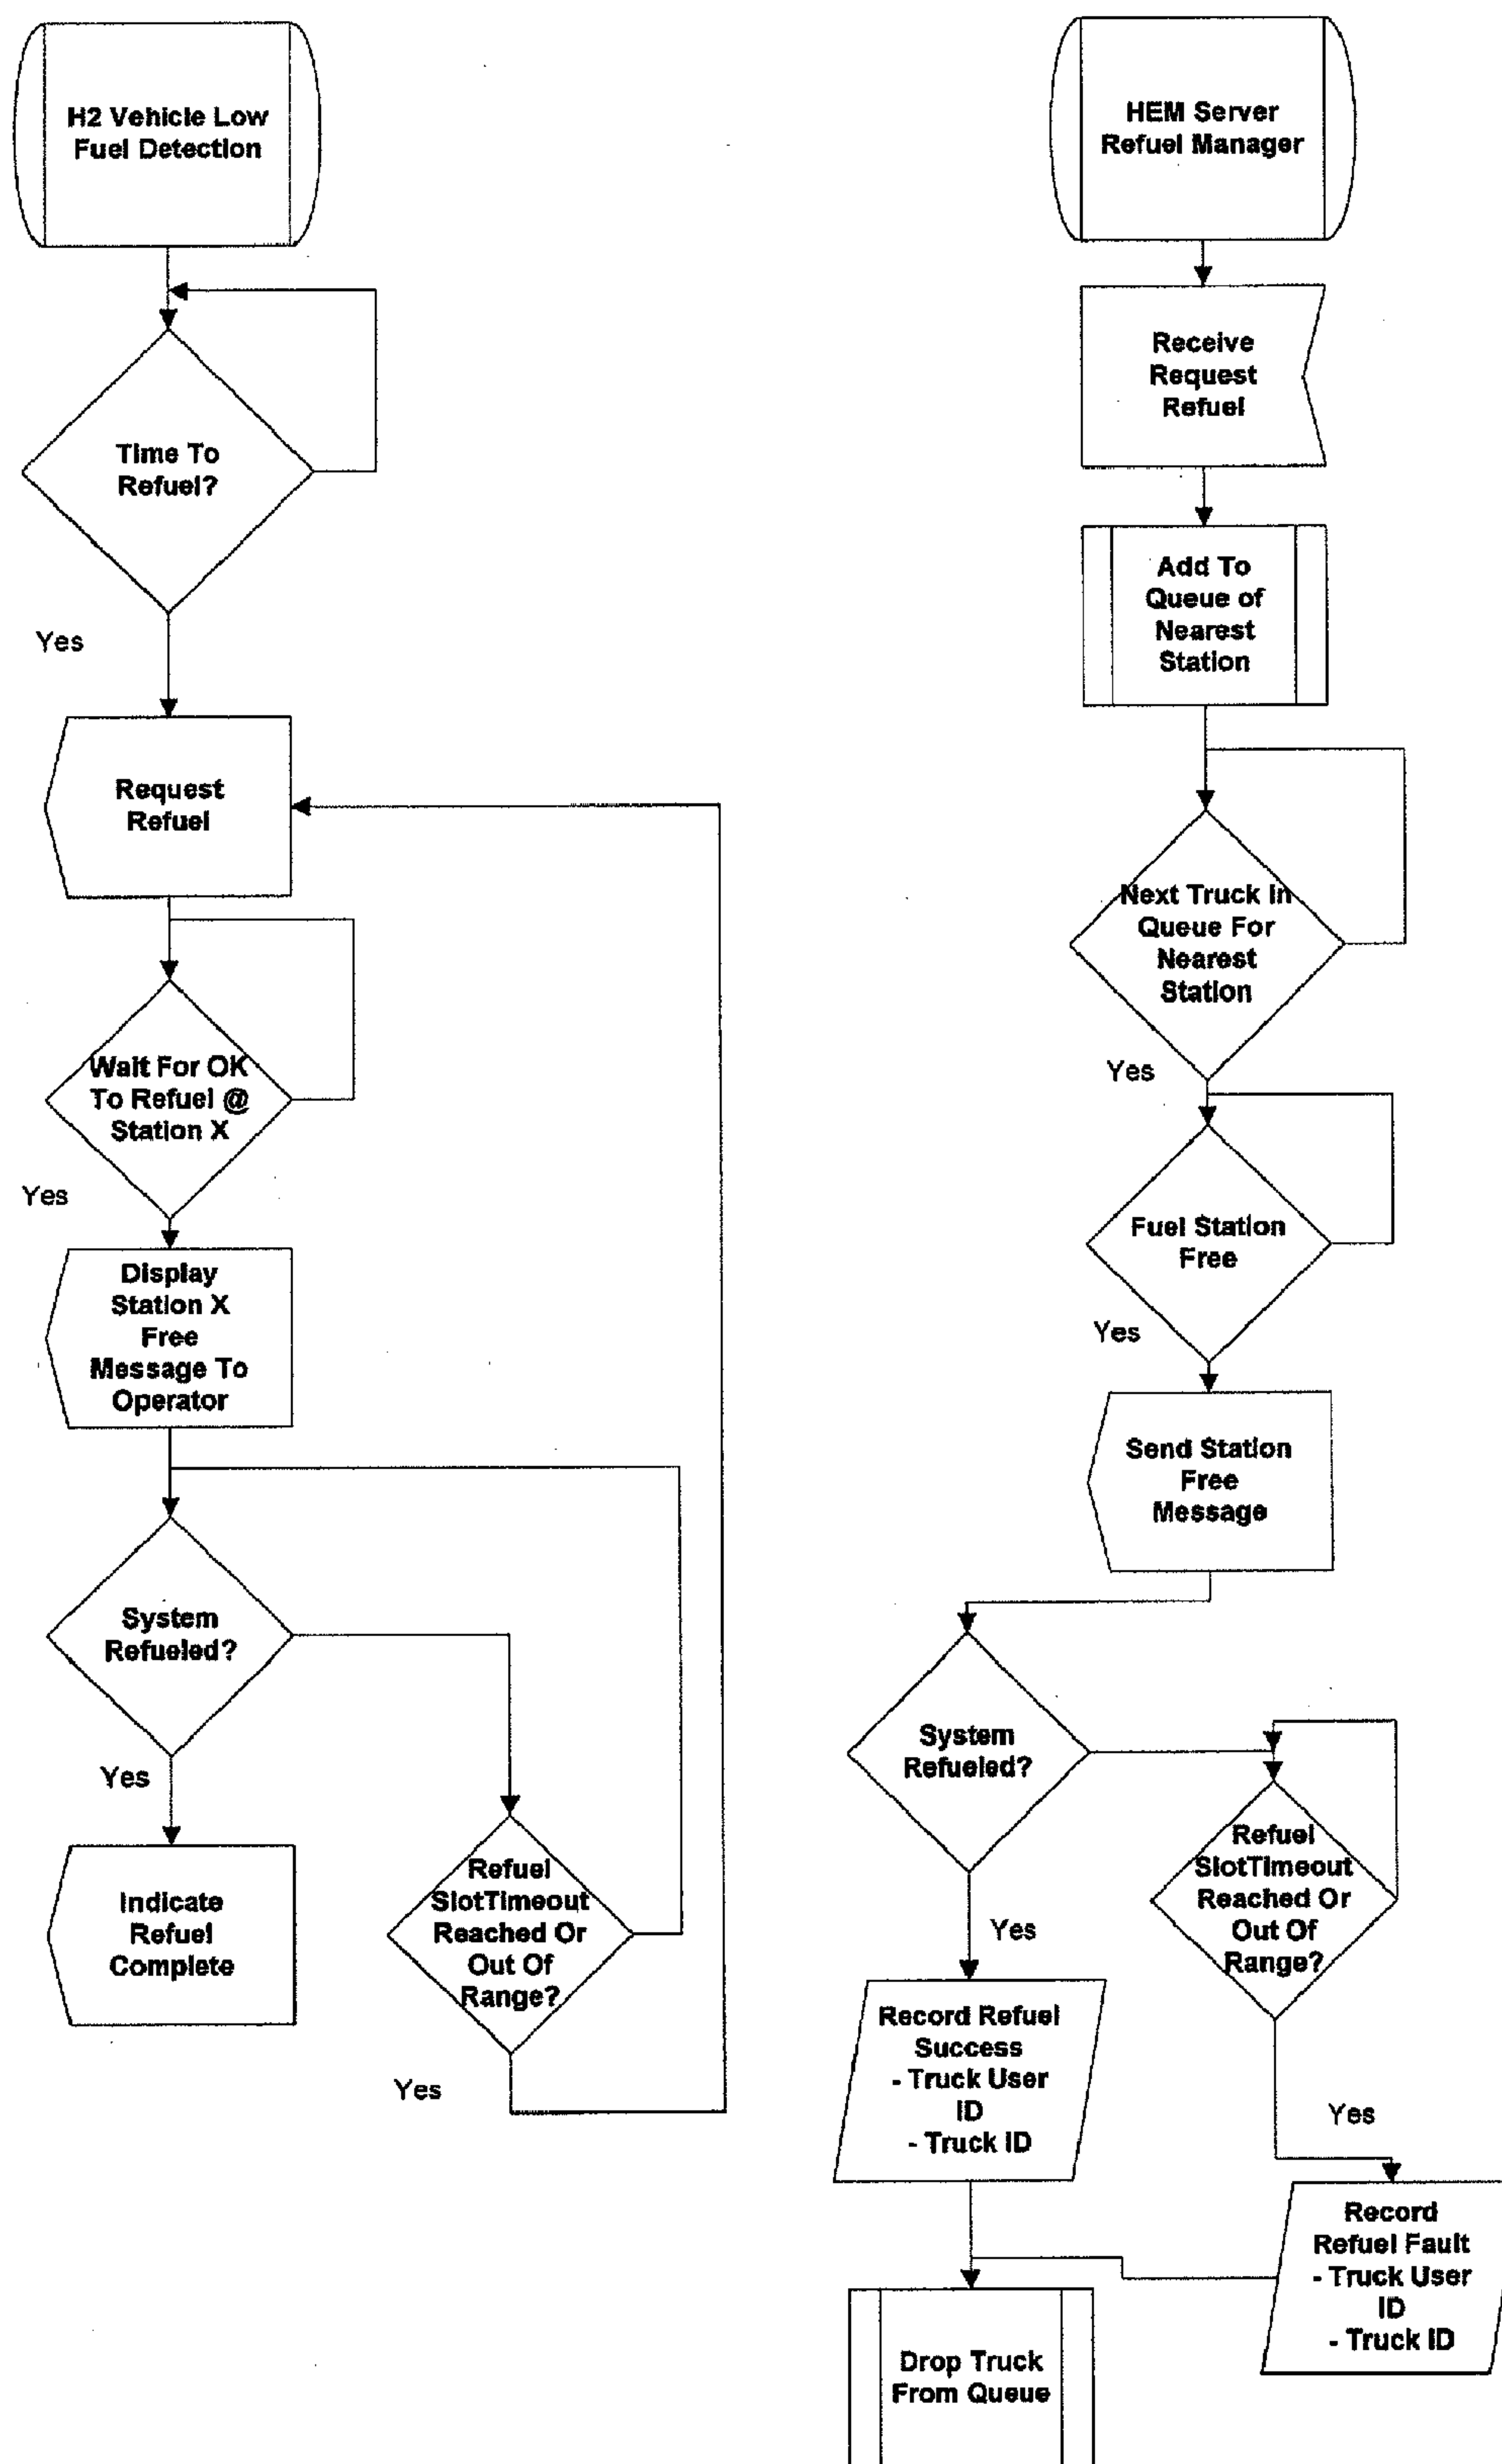 H2 Vehicle Low
Fuel Detection
Time To
Refuel?
Yes
Request
Refuel
Wait For OK
To Refuel @
Station X
Yes
Display
Station X
Free
Message To
Operator
System
Refueled?
Yes
Indicate
Refuel
Complete
Refuel
SlotTimeout
Reached Or
Out Of
Range?
Yes
HEM Server
Refuel Manager
Receive
Request
Refuel
Add To
Queue of
Nearest
Station
Next Truck In
Queue For
Nearest
Station
Yes
Fuel Station
Free
Yes
Send Station
Free
Message
System
Refueled?
Yes
Record Refuel
Success
- Truck User
ID
- Truck ID
Refuel
SlotTimeout
Reached Or
Out Of
Range?
Yes
Record
Refuel Fault
- Truck User
ID
- Truck ID
Drop Truck
From Queue